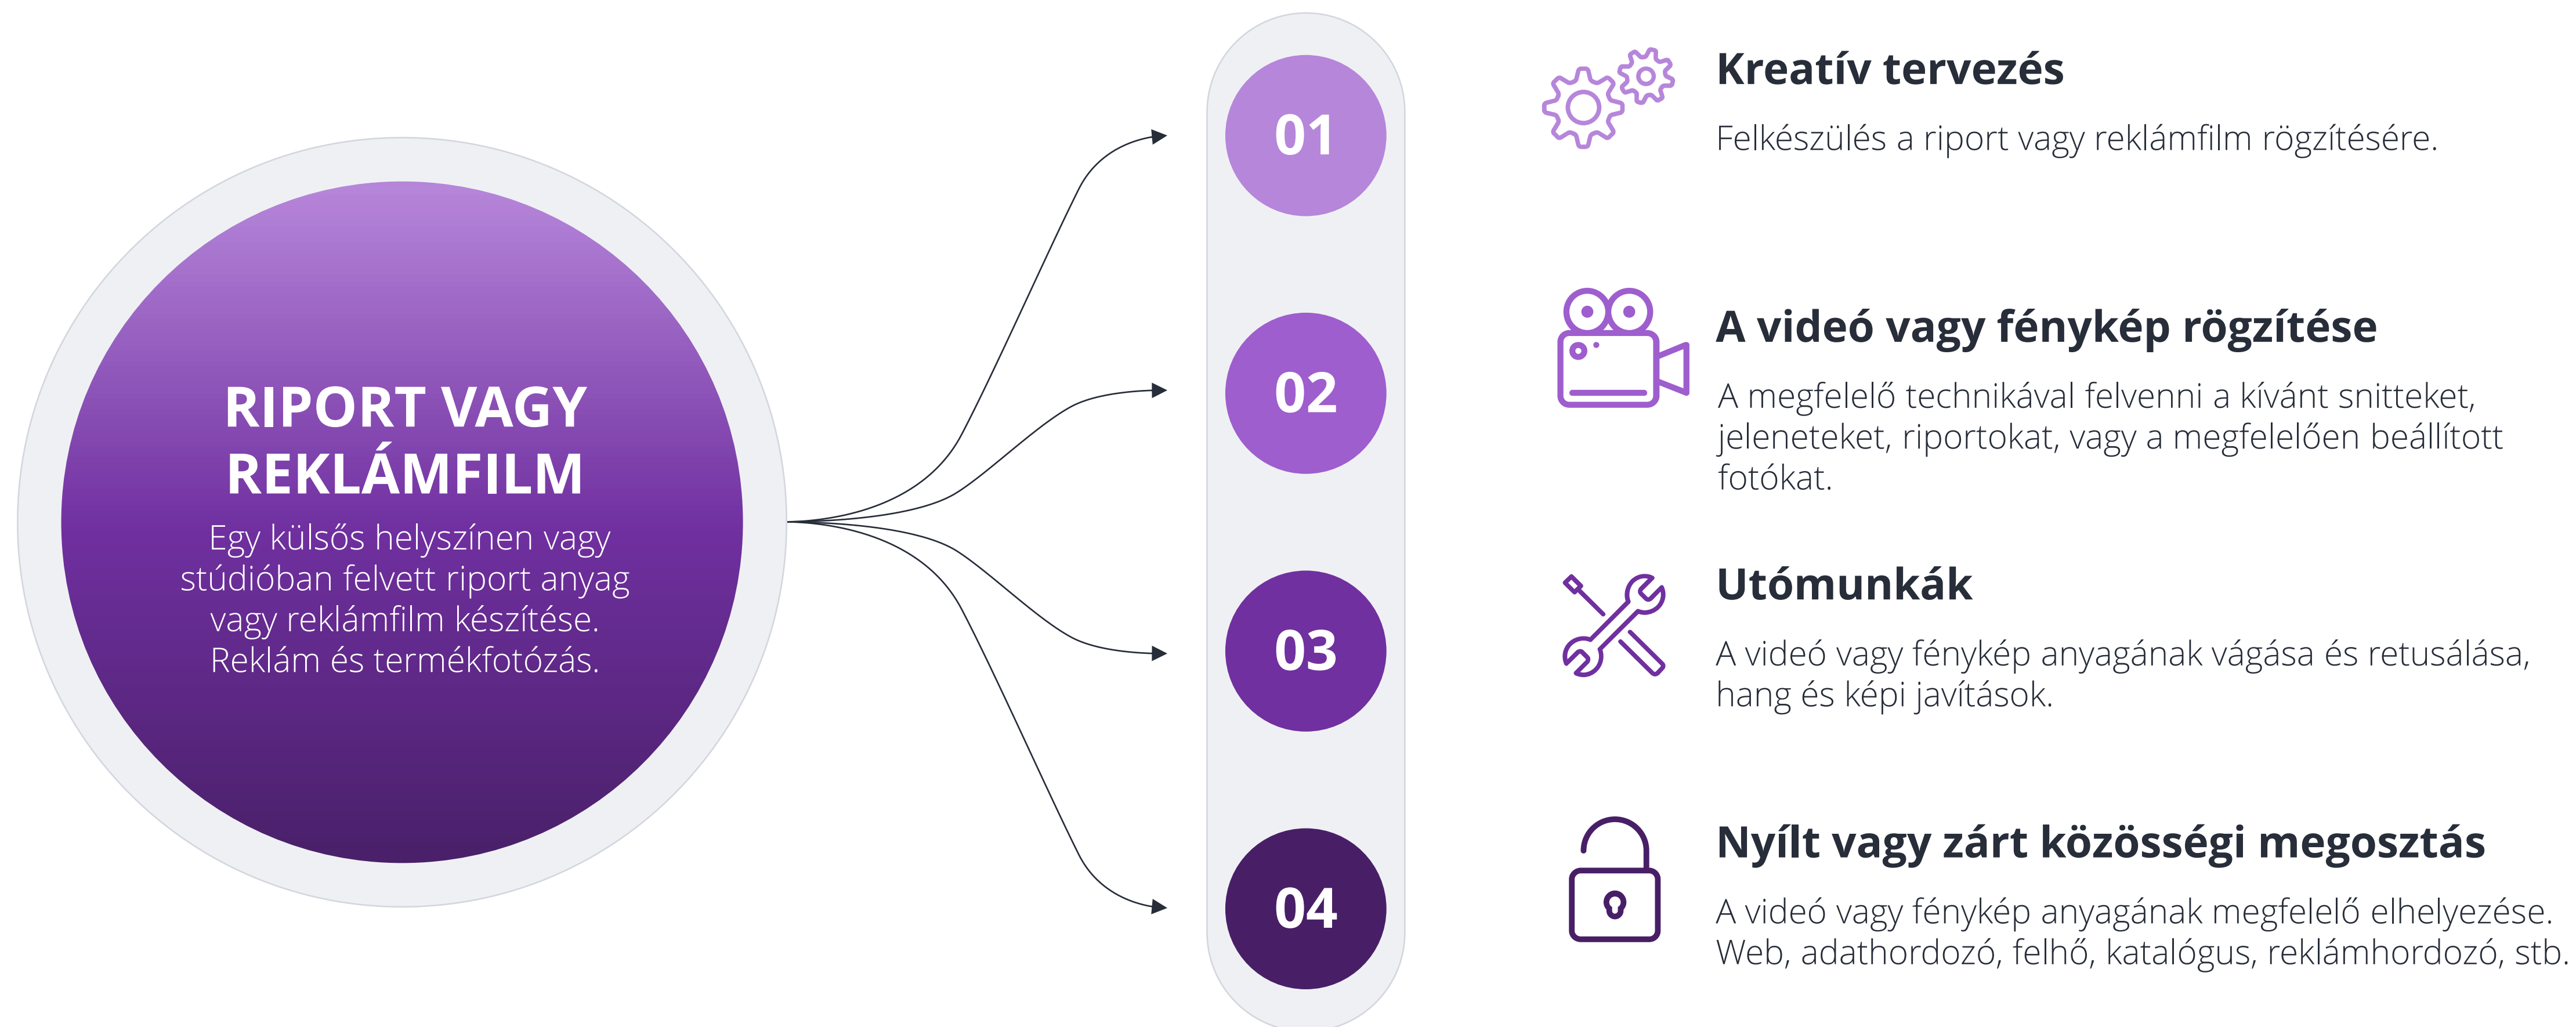 RIPORT VAGY
REKLÁMFILM
Egy külsős helyszínen vagy
stúdióban felvett riport anyag
vagy reklámfilm készítése.
Reklám és termékfotózás.
01
Kreatív tervezés
Felkészülés a riport vagy reklámfilm rögzítésére.
02
A videó vagy fénykép rögzítése
A megfelelő technikával felvenni a kívánt snitteket,
jeleneteket, riportokat, vagy a megfelelően beállított
fotókat.
03
Utómunkák
A videó vagy fénykép anyagának vágása és retusálása,
hang és képi javítások.
04
Nyílt vagy zárt közösségi megosztás
A videó vagy fénykép anyagának megfelelő elhelyezése.
Web, adathordozó, felhő, katalógus, reklámhordozó, stb.